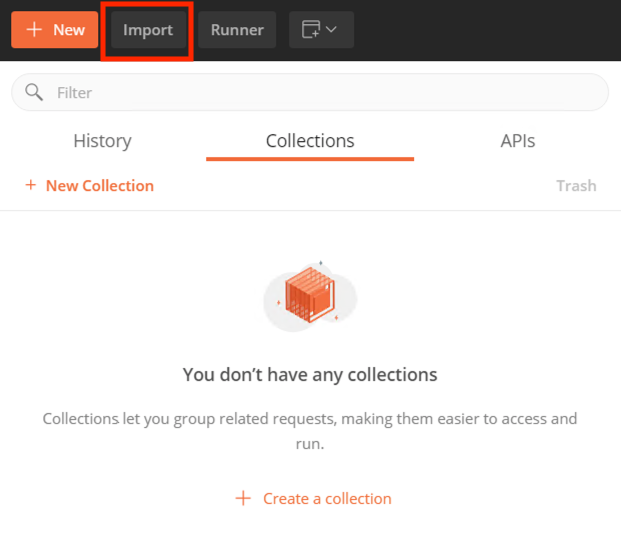 + New Import Runner
Filter
History Collections APIs
+ New Collection Trash
You don't have any collections
Collections let you group related requests, making them easier to access and
run.
+ Create a collection